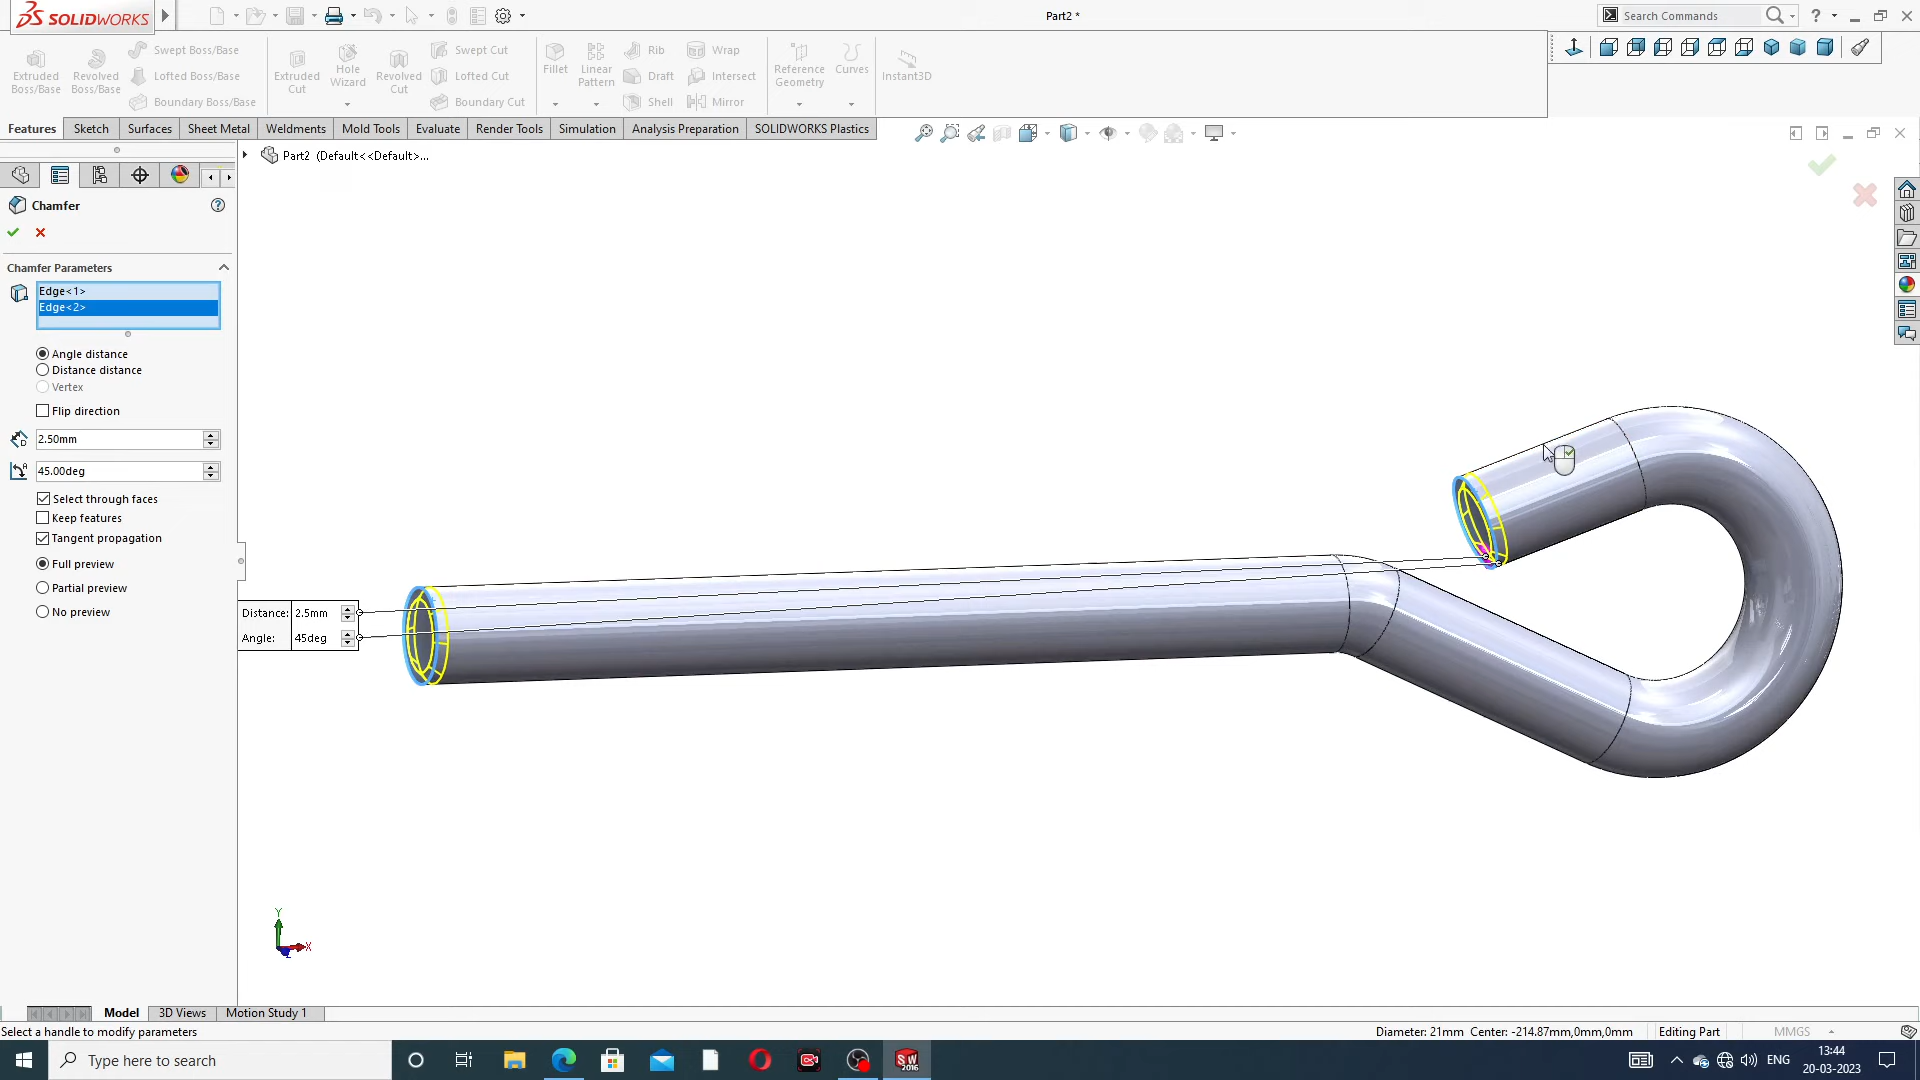 SOLIDWORKS
Part2 *
Search Commands
Extruded Boss/Base
Revolved Boss/Base
Swept Boss/Base
Lofted Boss/Base
Boundary Boss/Base
Extruded Cut
Hole Wizard
Revolved Cut
Swept Cut
Lofted Cut
Boundary Cut
Fillet
Linear Pattern
Rib
Draft
Shell
Wrap
Intersect
Mirror
Reference Geometry
Curves
Instant3D
Features
Sketch
Surfaces
Sheet Metal
Weldments
Mold Tools
Evaluate
Render Tools
Simulation
Analysis Preparation
SOLIDWORKS Plastics
Part2 (Default<<Default>...
Chamfer
Chamfer Parameters
Edge<1>
Edge<2>
Angle distance
Distance distance
Vertex
Flip direction
2.50mm
45.00deg
Select through faces
Keep features
Tangent propagation
Full preview
Partial preview
No preview
Distance: 2.5mm
Angle: 45deg
Y
X
Z
Model
3D Views
Motion Study 1
Select a handle to modify parameters
Diameter: 21mm Center: -214.87mm,0mm,0mm
Editing Part
MMGS
Type here to search
SW 2016
ENG
13:44
20-03-2023